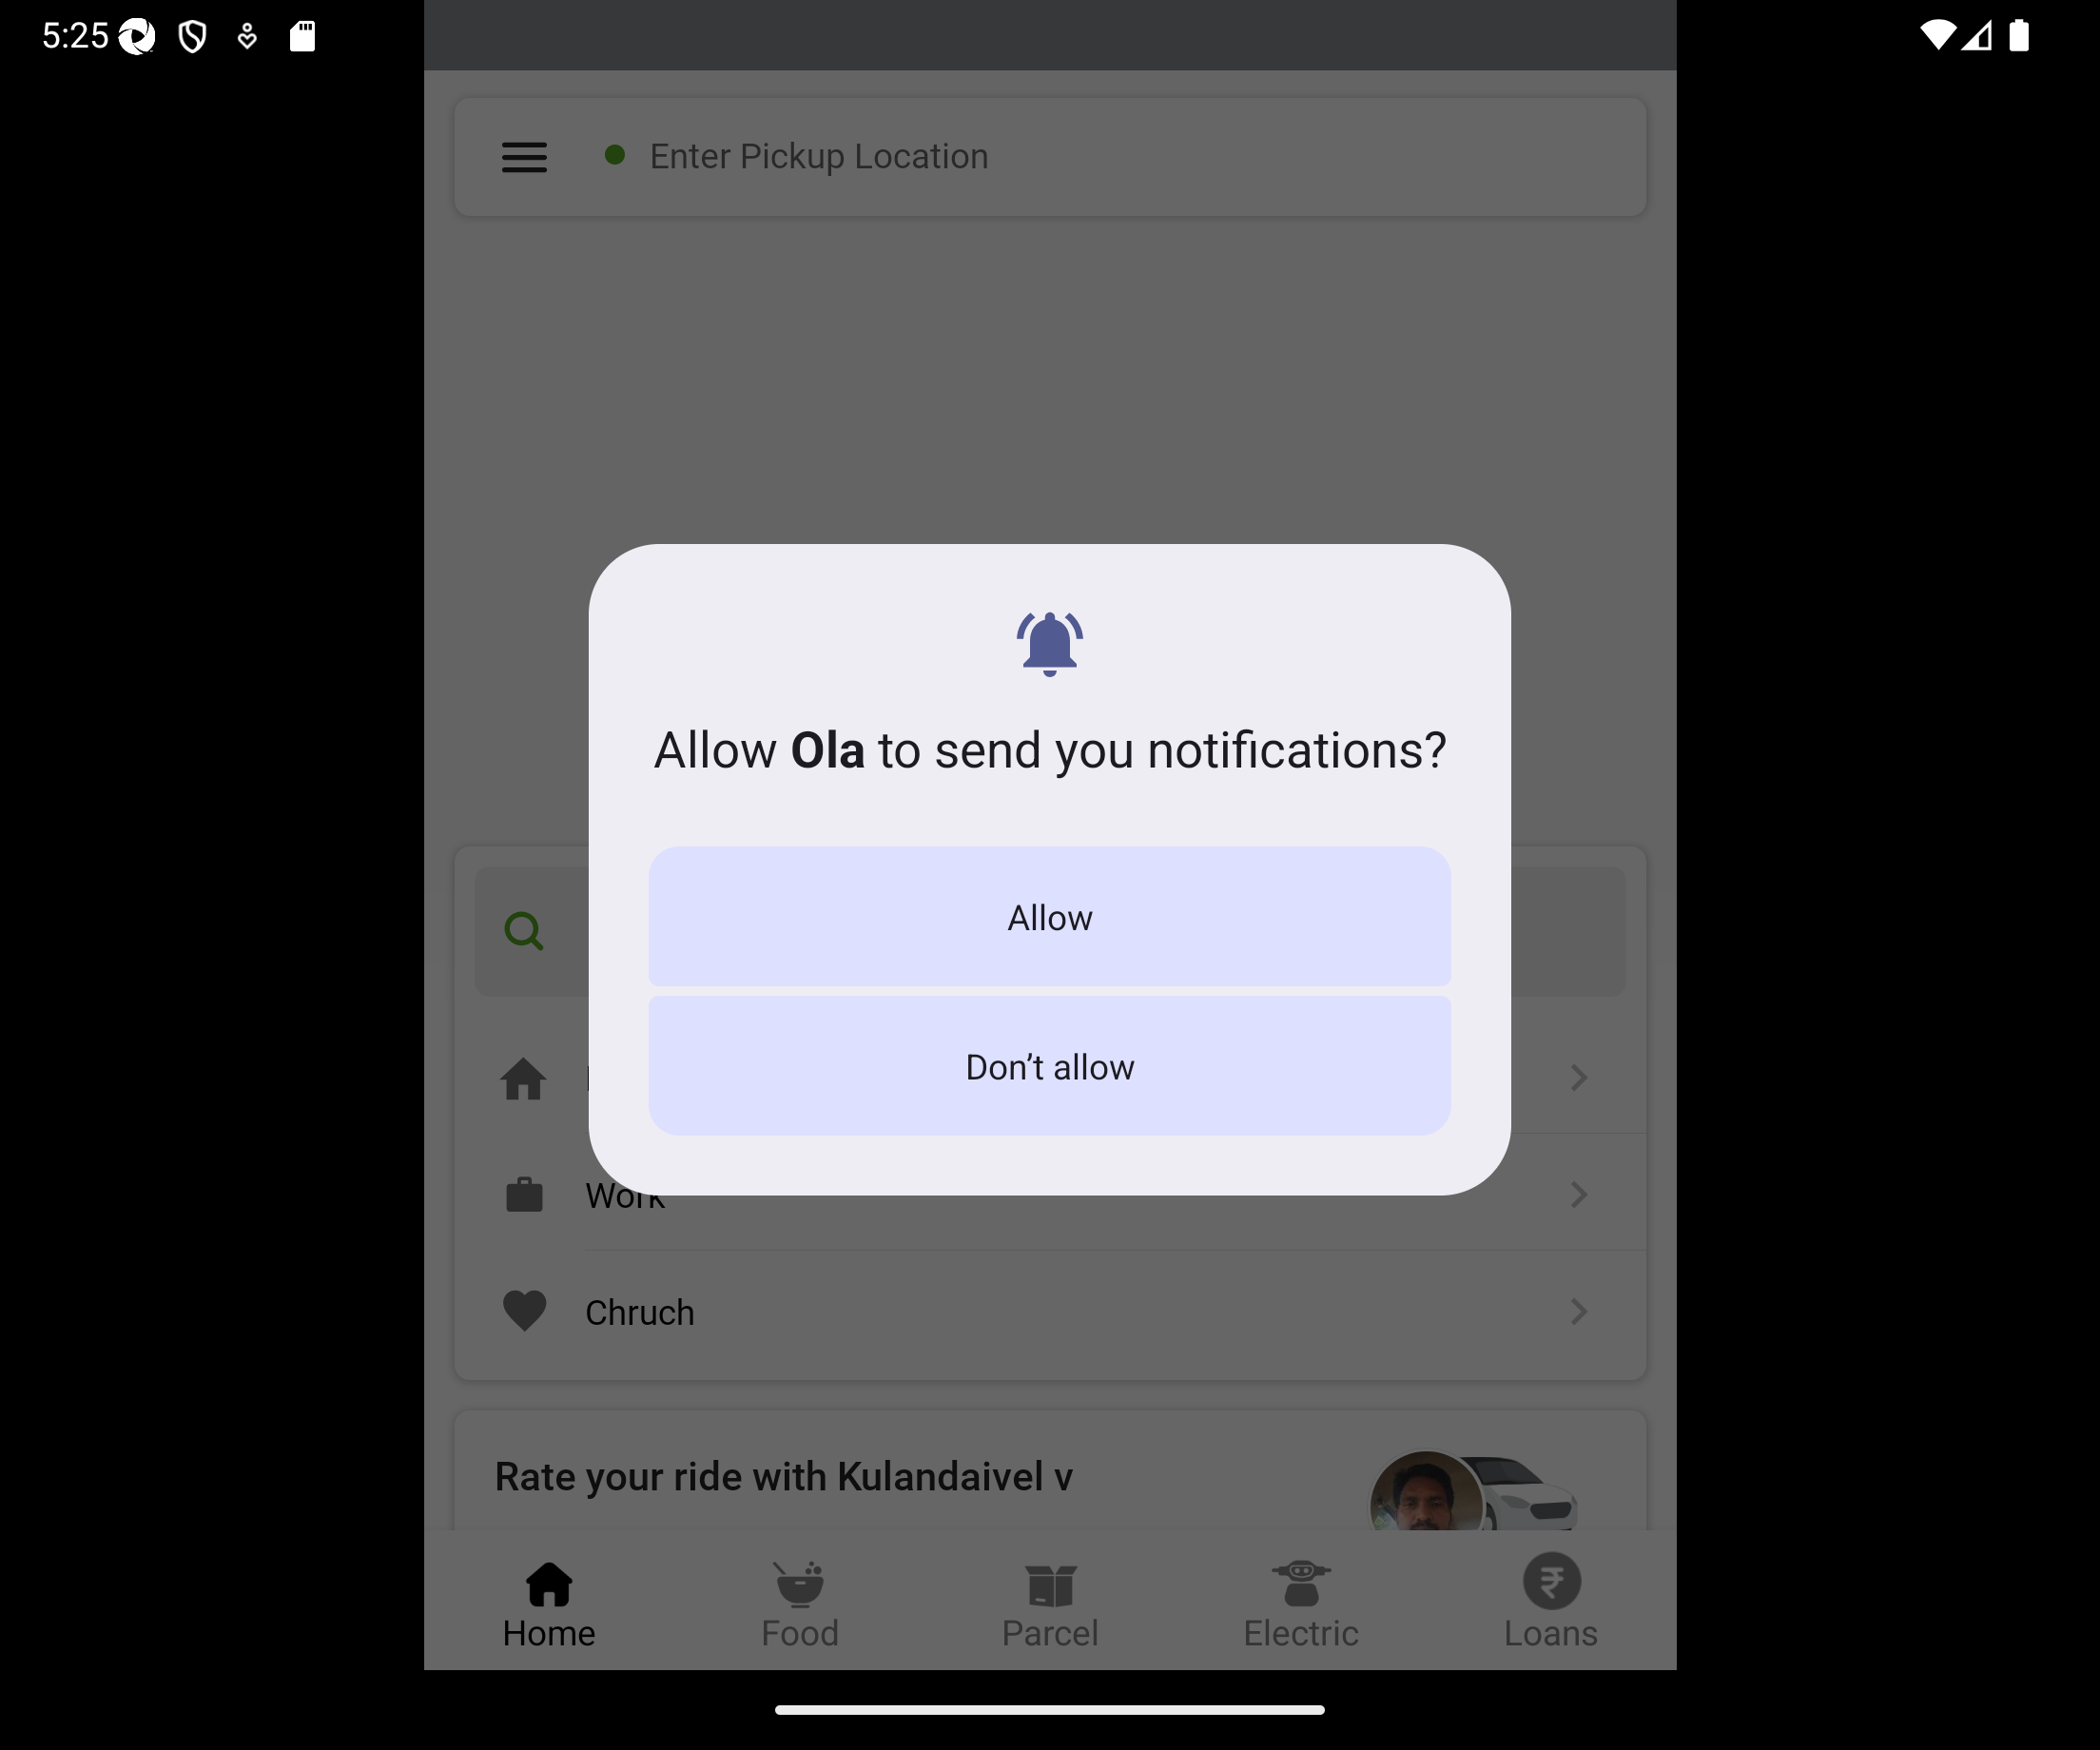 5:25
Enter Pickup Location
Allow Ola to send you notifications?
Allow
Don’t allow
Work
Chruch
Rate your ride with Kulandaivel v
Home
Food
Parcel
Electric
Loans